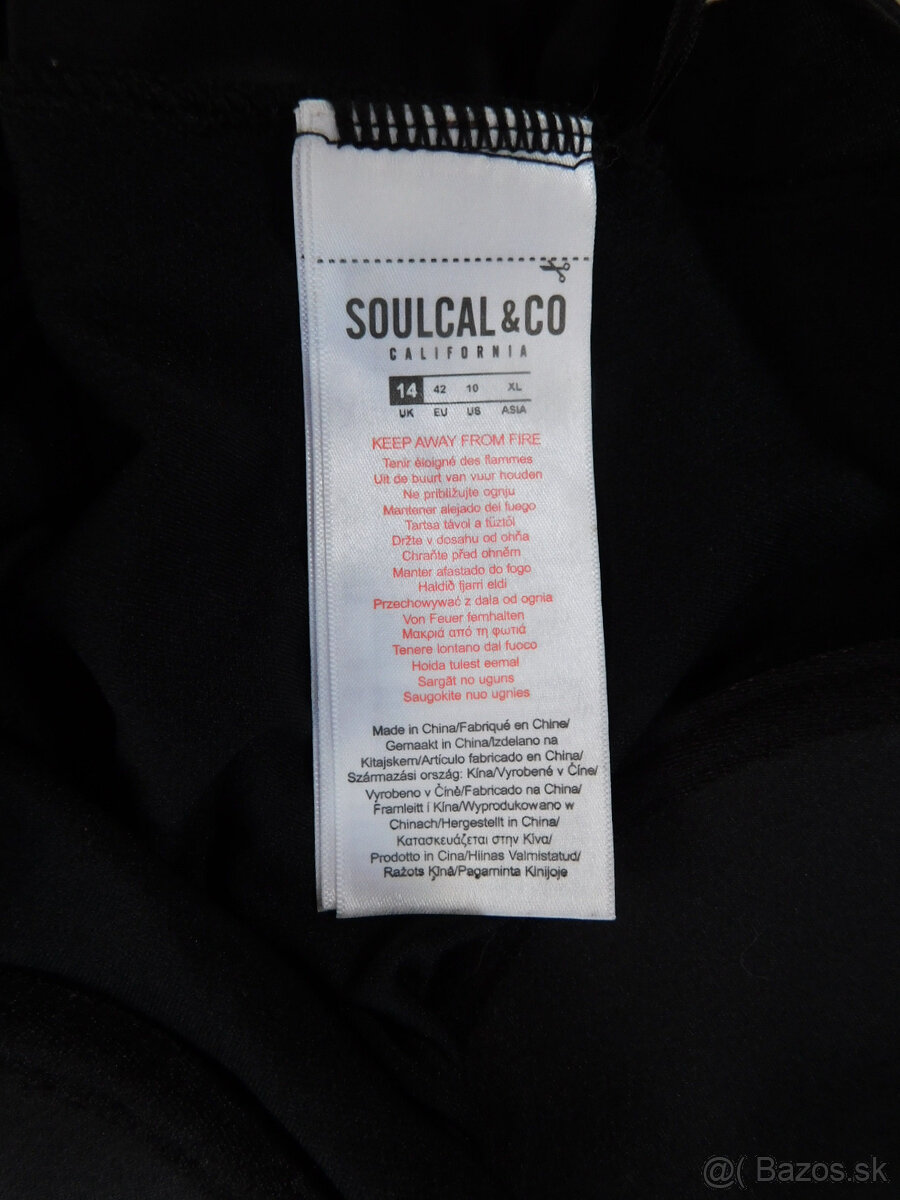 SOULCAL & CO
CALIFORNIA
14 42 10 XL
UK EU US ASIA
KEEP AWAY FROM FIRE
Tenir éloigné des flammes
Uit de buurt van vuur houden
Ne približujte ognju
Mantener alejado del fuego
Tartsa távol a tűztől
Držte v dosahu od ohňa
Chraňte před ohněm
Manter afastado do fogo
Haldið fjarri eldi
Przechowywać z dala od ognia
Von Feuer fernhalten
Μακριά από τη φωτιά
Tenere lontano dal fuoco
Hoida tulest eemal
Sargāt no uguns
Saugokite nuo ugnies
Made in China/Fabriqué en Chine/
Gemaakt in China/Izdelano na
Kitajskem/Artículo fabricado en China/
Származási ország: Kína/Vyrobené v Číne/
Vyrobeno v Číně/Fabricado na China/
Framleitt í Kína/Wyprodukowano w
Chinach/Hergestellt in China/
Κατασκευάζεται στην Κίνα/
Prodotto in Cina/Hiinas Valmistatud/
Ražots Ķīnā/Pagaminta Kinijoje
@( Bazos.sk